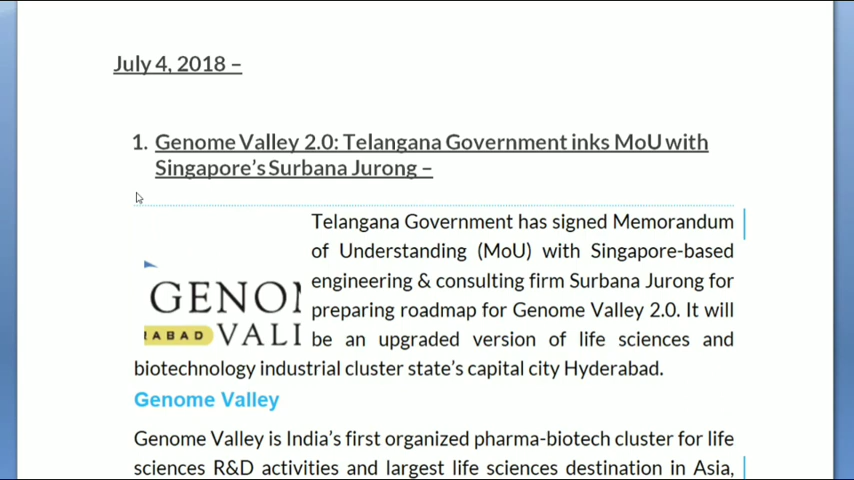 July 4, 2018 –
1. Genome Valley 2.0: Telangana Government inks MoU with
Singapore's Surbana Jurong –
Telangana Government has signed Memorandum
of Understanding (MoU) with Singapore-based
engineering & consulting firm Surbana Jurong for
preparing roadmap for Genome Valley 2.0. It will
be an upgraded version of life sciences and
GENO
ABAD VALI
biotechnology industrial cluster state's capital city Hyderabad.
Genome Valley
Genome Valley is India's first organized pharma-biotech cluster for life
sciences R&D activities and largest life sciences destination in Asia,